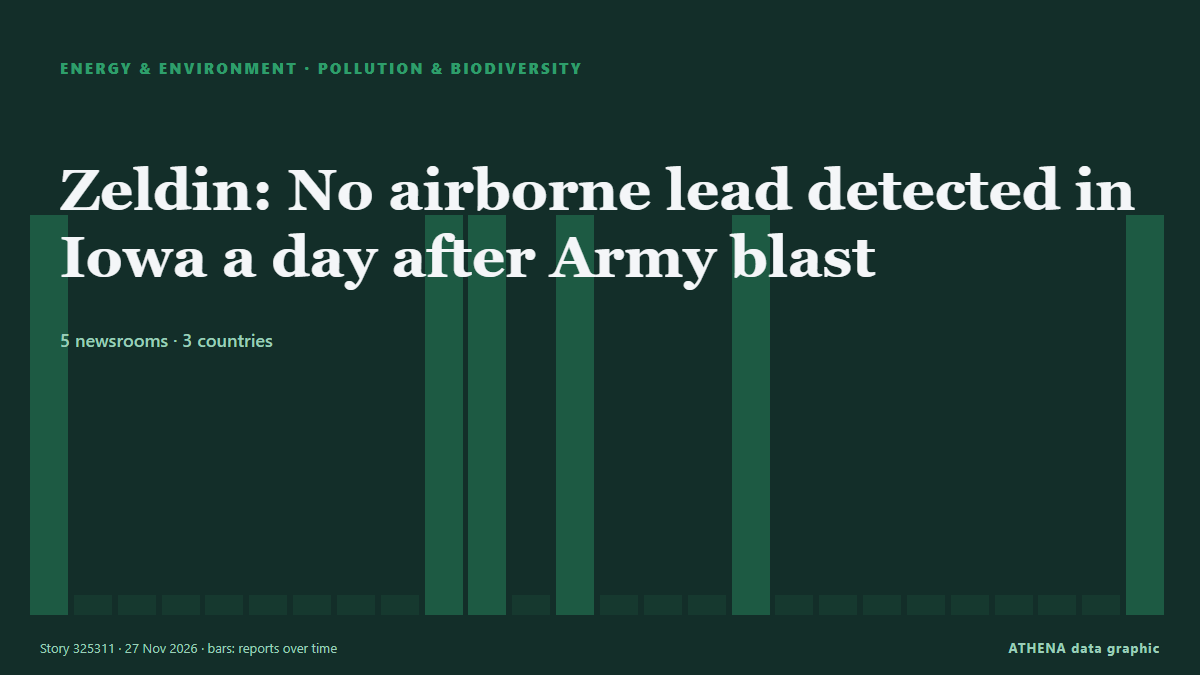 ENERGY & ENVIRONMENT · POLLUTION & BIODIVERSITY
Zeldin: No airborne lead detected in
Iowa a day after Army blast
5 newsrooms · 3 countries
Story 325311 · 27 Nov 2026 · bars: reports over time
ATHENA data graphic